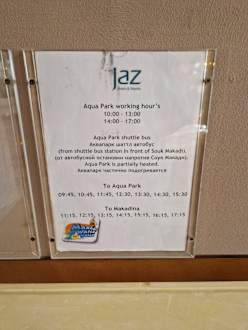 jaz
Hotels & Resorts
Aqua Park working hour's
10:00 - 13:00
14:00 - 17:00
Aqua Park shuttle bus
Аквапарк шаттл автобус
(from shuttle bus station in front of Souk Makadi)
(от автобусной остановки напротив Соук Макади)
Aqua Park is partially heated.
Аквапарк частично подогревается
To Aqua Park
09:45, 10:45, 11:45, 12:30, 13:30, 14:30, 15:30
To Makadina
11:15, 12:15, 13:15, 14:15, 15:15, 16:15, 17:15